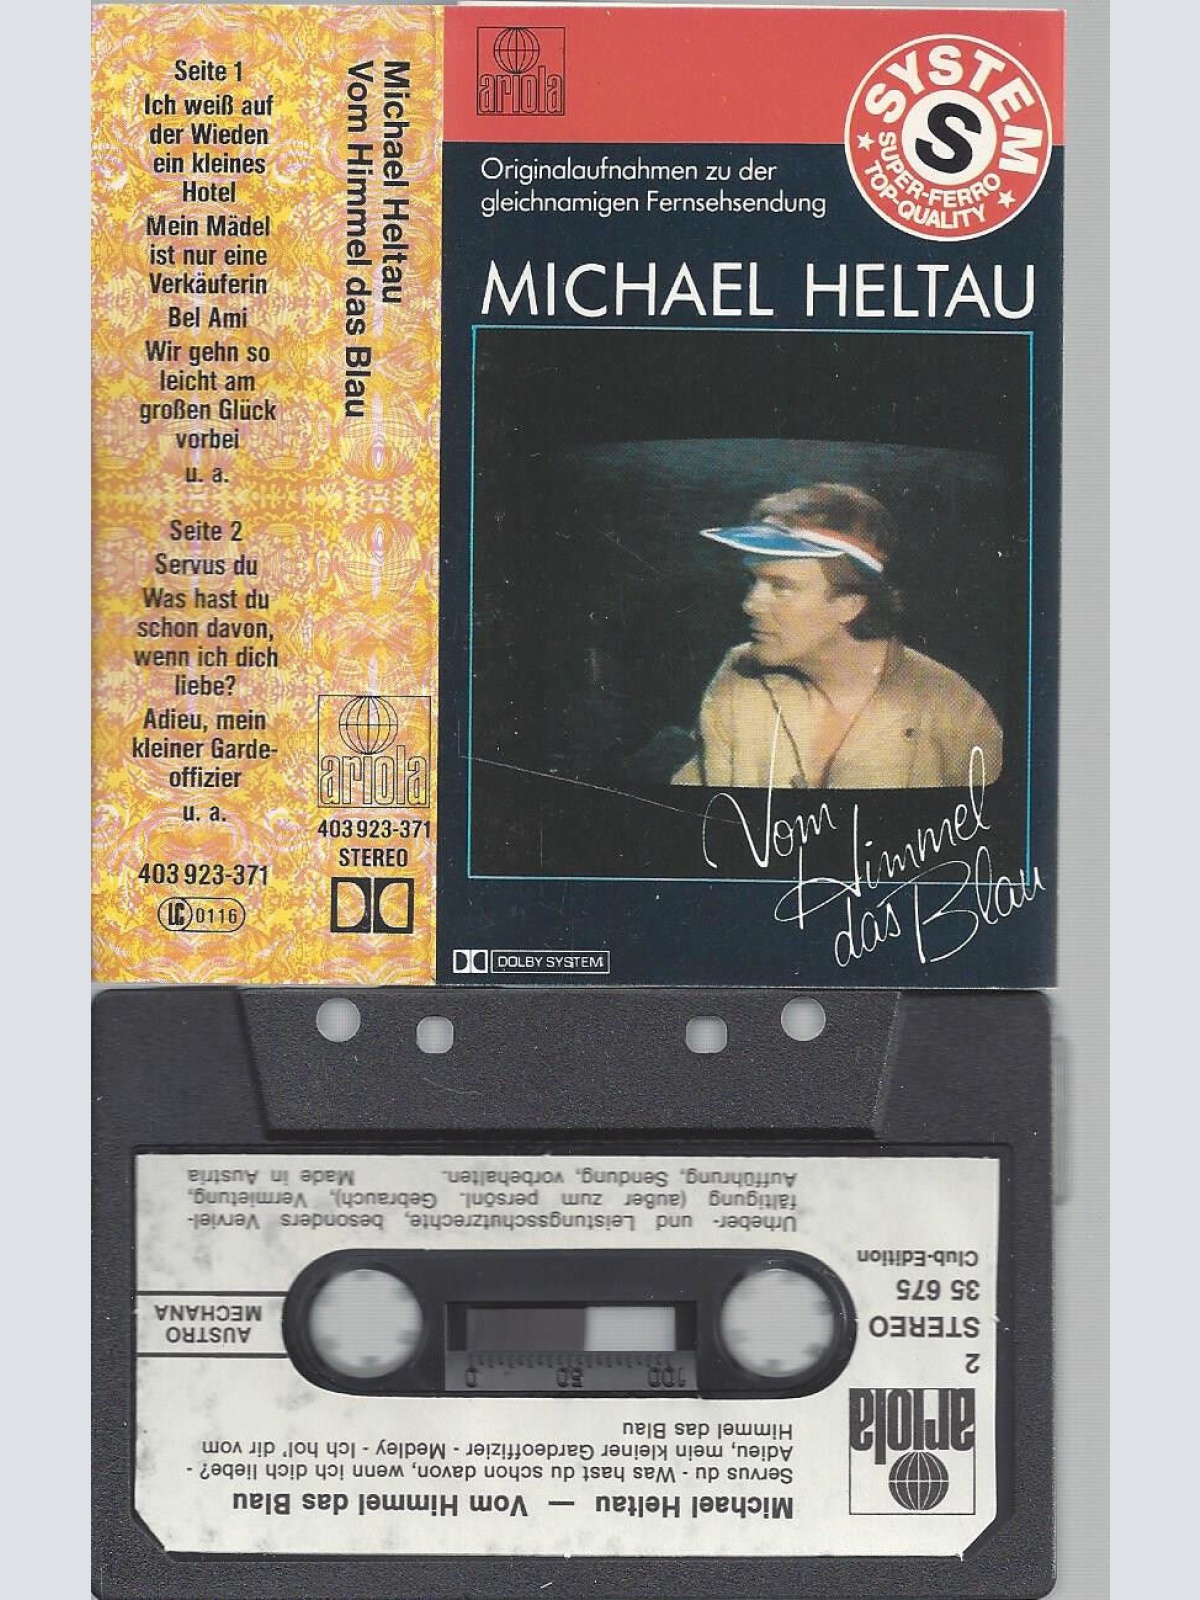 Seite 1
Ich weiß auf
der Wieden
ein kleines
Hotel
Mein Mädel
ist nur eine
Verkäuferin
Bel Ami
Wir gehn so
leicht am
großen Glück
vorbei
u. a.
Seite 2
Servus du
Was hast du
schon davon,
wenn ich dich
liebe?
Adieu, mein
kleiner Garde-
offizier
u. a.
403 923-371
LC 0116
Michael Heltau
Vom Himmel das Blau
ariola
403 923-371
STEREO
ariola
SYSTEM
S
SUPER-FERRO
TOP-QUALITY
Originalaufnahmen zu der
gleichnamigen Fernsehsendung
MICHAEL HELTAU
Vom
Himmel
das Blau
DOLBY SYSTEM
Michael Heltau — Vom Himmel das Blau
Servus du - Was hast du schon davon, wenn ich dich liebe? -
Adieu, mein kleiner Gardeoffizier - Medley - Ich hol' dir vom
Himmel das Blau
ariola
2
STEREO
35 675
Club-Edition
100 50 0
AUSTRO
MECHANA
Urheber- und Leistungsschutzrechte, besonders Verviel-
fältigung (außer zum persönl. Gebrauch), Vermietung,
Aufführung, Sendung, vorbehalten. Made in Austria